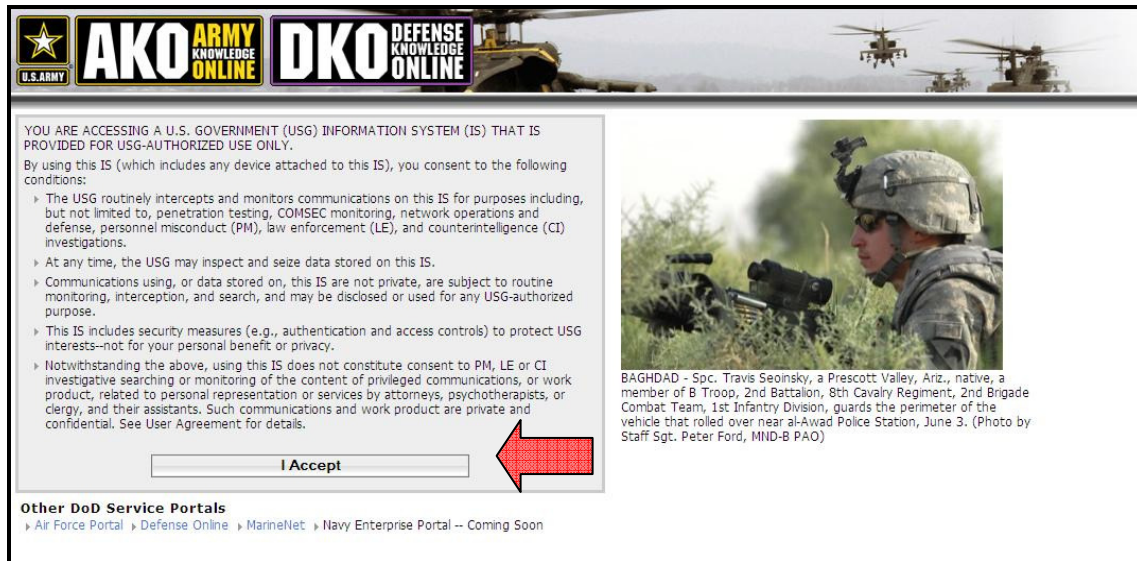 U.S.ARMY
AKO ARMY KNOWLEDGE ONLINE
DKO DEFENSE KNOWLEDGE ONLINE
YOU ARE ACCESSING A U.S. GOVERNMENT (USG) INFORMATION SYSTEM (IS) THAT IS
PROVIDED FOR USG-AUTHORIZED USE ONLY.
By using this IS (which includes any device attached to this IS), you consent to the following
conditions:
The USG routinely intercepts and monitors communications on this IS for purposes including,
but not limited to, penetration testing, COMSEC monitoring, network operations and
defense, personnel misconduct (PM), law enforcement (LE), and counterintelligence (CI)
investigations.
At any time, the USG may inspect and seize data stored on this IS.
Communications using, or data stored on, this IS are not private, are subject to routine
monitoring, interception, and search, and may be disclosed or used for any USG-authorized
purpose.
This IS includes security measures (e.g., authentication and access controls) to protect USG
interests--not for your personal benefit or privacy.
Notwithstanding the above, using this IS does not constitute consent to PM, LE or CI
investigative searching or monitoring of the content of privileged communications, or work
product, related to personal representation or services by attorneys, psychotherapists, or
clergy, and their assistants. Such communications and work product are private and
confidential. See User Agreement for details.
I Accept
BAGHDAD - Spc. Travis Seoinsky, a Prescott Valley, Ariz., native, a
member of B Troop, 2nd Battalion, 8th Cavalry Regiment, 2nd Brigade
Combat Team, 1st Infantry Division, guards the perimeter of the
vehicle that rolled over near al-Awad Police Station, June 3. (Photo by
Staff Sgt. Peter Ford, MND-B PAO)
Other DoD Service Portals
Air Force Portal Defense Online MarineNet Navy Enterprise Portal -- Coming Soon